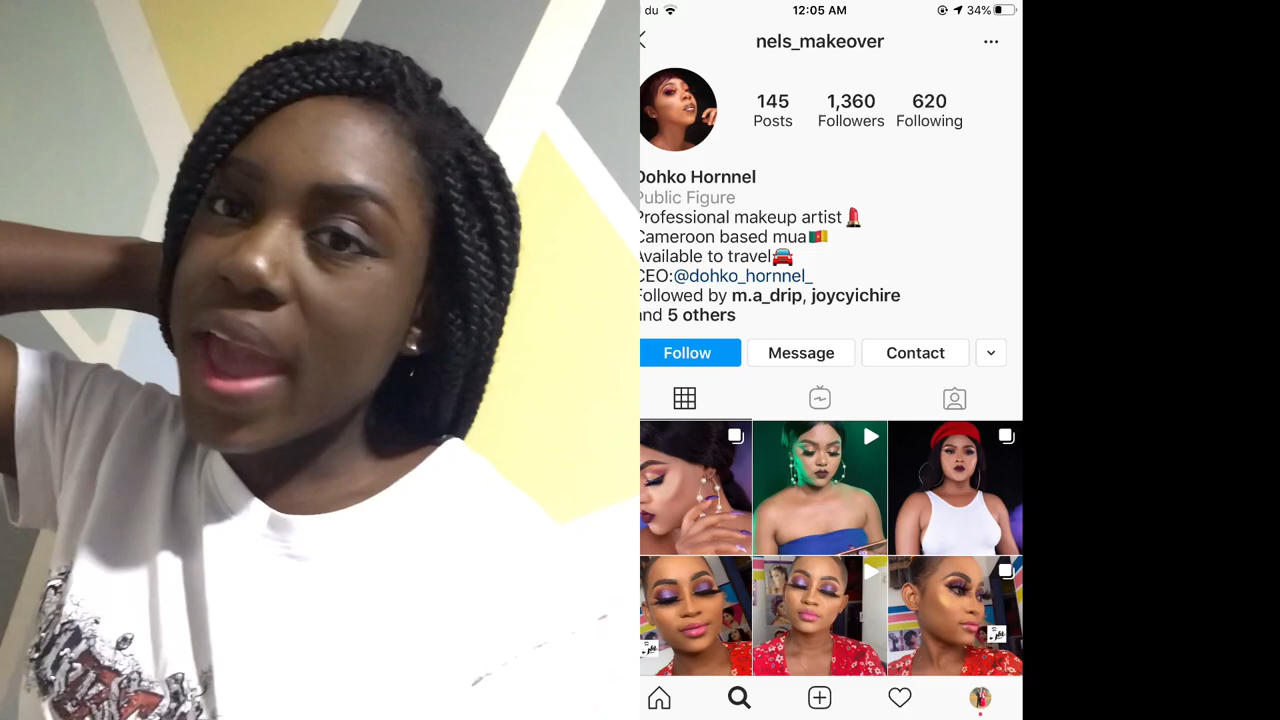 du 12:05 AM 34%
nels_makeover
145 1,360 620
Posts Followers Following
Dohko Hornnel
Public Figure
Professional makeup artist💄
Cameroon based mua🇨🇲
Available to travel🚘
CEO:@dohko_hornnel_
Followed by m.a_drip, joycyichire
and 5 others
Follow Message Contact